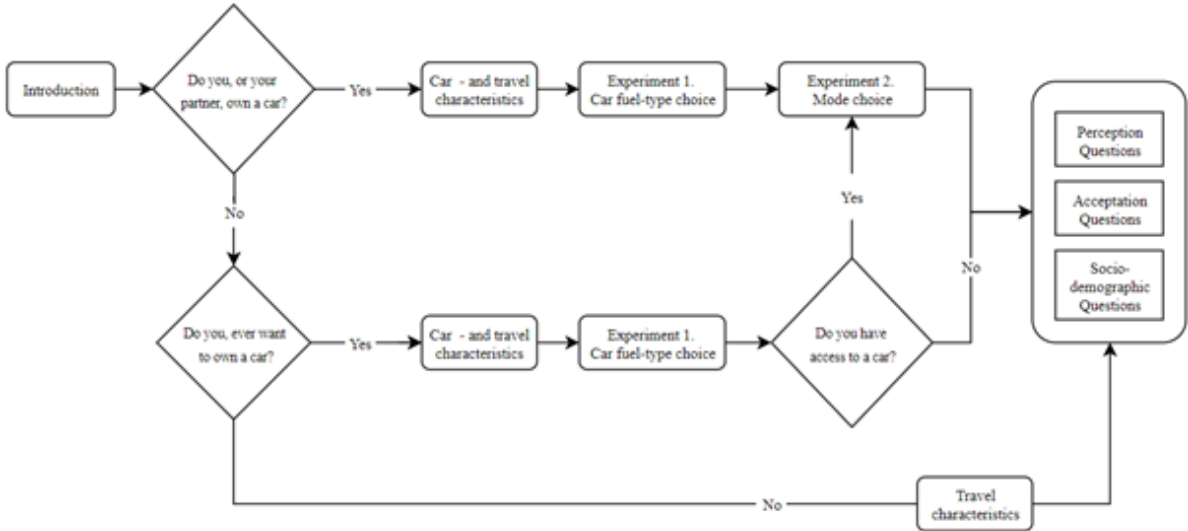 Introduction
Do you, or your
partner, own a car?
Yes
Car - and travel
characteristics
Experiment 1.
Car fuel-type choice
Experiment 2.
Mode choice
Perception
Questions
Acceptation
Questions
Socio-
demographic
Questions
No
Yes
No
Do you, ever want
to own a car?
Yes
Car - and travel
characteristics
Experiment 1.
Car fuel-type choice
Do you have
access to a car?
No
Travel
characteristics